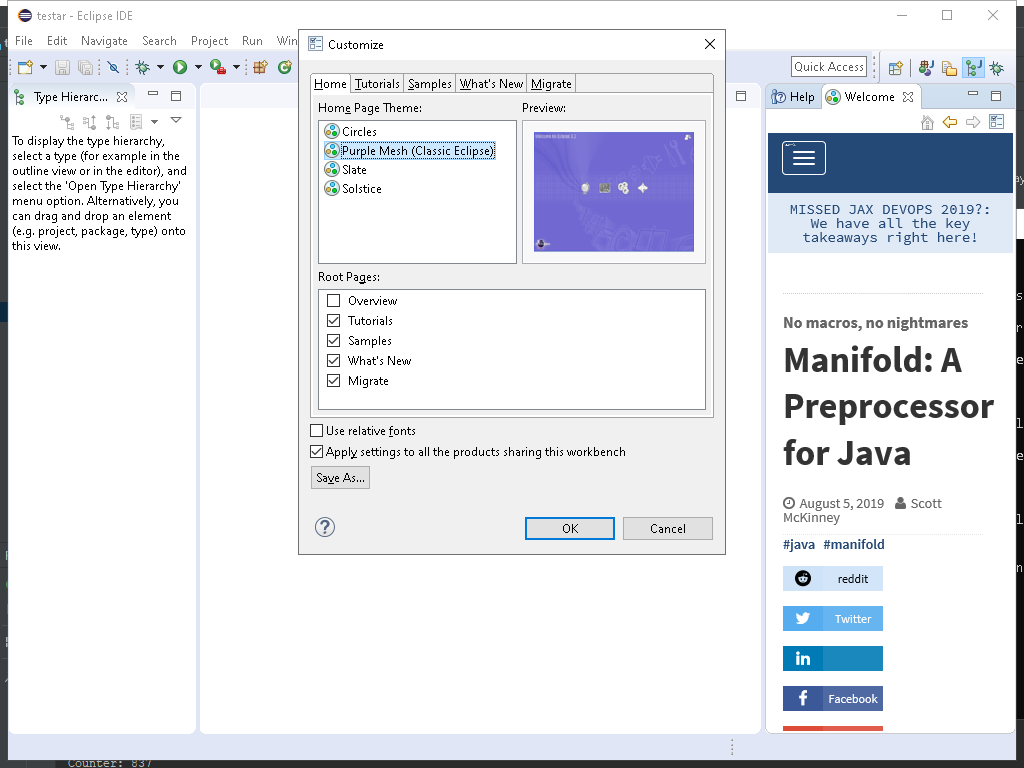 testar - Eclipse IDE
File Edit Navigate Search Project Run Win
Quick Access
Type Hierarc...
To display the type hierarchy,
select a type (for example in the
outline view or in the editor), and
select the 'Open Type Hierarchy'
menu option. Alternatively, you
can drag and drop an element
(e.g. project, package, type) onto
this view.
Customize
Home Tutorials Samples What's New Migrate
Home Page Theme:
Preview:
Circles
Purple Mesh (Classic Eclipse)
Slate
Solstice
Root Pages:
Overview
Tutorials
Samples
What's New
Migrate
Use relative fonts
Apply settings to all the products sharing this workbench
Save As...
OK Cancel
Help Welcome
MISSED JAX DEVOPS 2019?:
We have all the key
takeaways right here!
No macros, no nightmares
Manifold: A
Preprocessor
for Java
August 5, 2019 Scott
McKinney
#java #manifold
reddit
Twitter
in
Facebook
Counter: 837